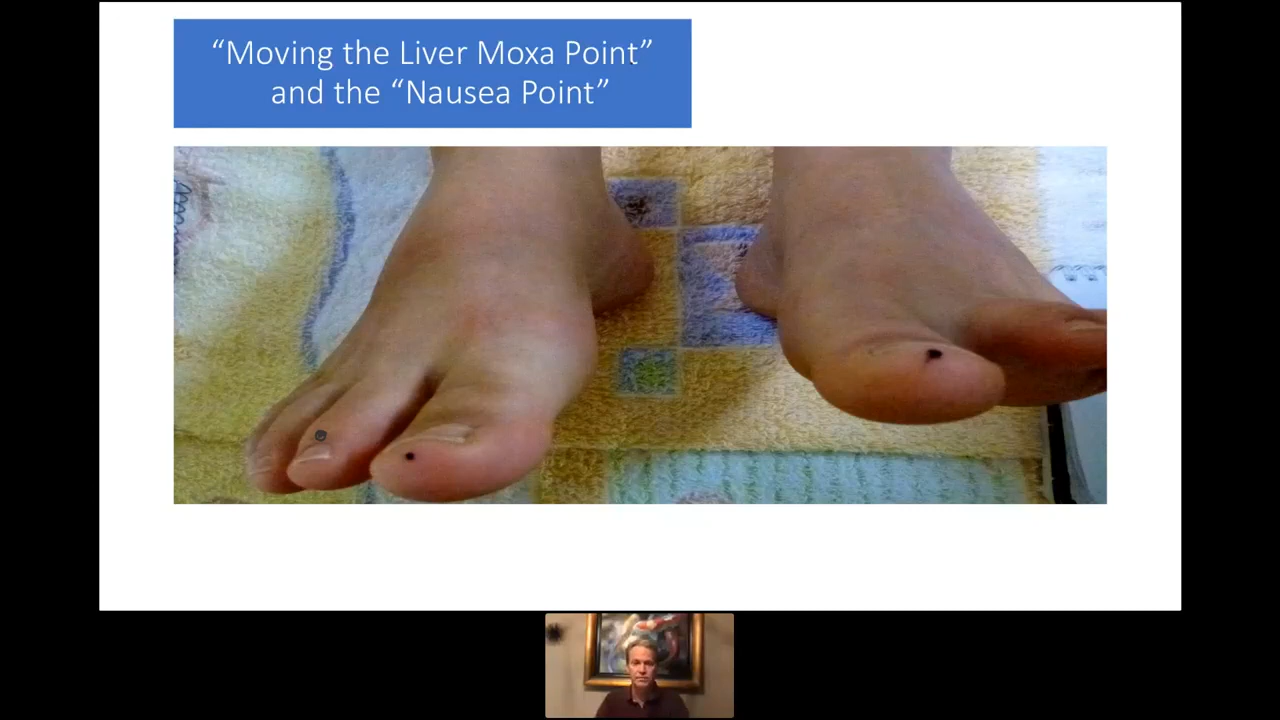 “Moving the Liver Moxa Point”
and the “Nausea Point”